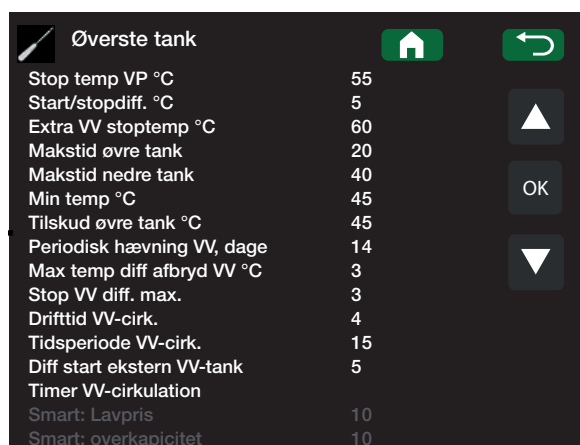 Øverste tank
Stop temp VP °C 55
Start/stopdiff. °C 5
Extra VV stoptemp °C 60
Makstid øvre tank 20
Makstid nedre tank 40
Min temp °C 45
Tilskud øvre tank °C 45
Periodisk hævning VV, dage 14
Max temp diff afbryd VV °C 3
Stop VV diff. max. 3
Drifttid VV-cirk. 4
Tidsperiode VV-cirk. 15
Diff start ekstern VV-tank 5
Timer VV-cirkulation
Smart: Lavpris 10
Smart: overkapicitet 10
OK